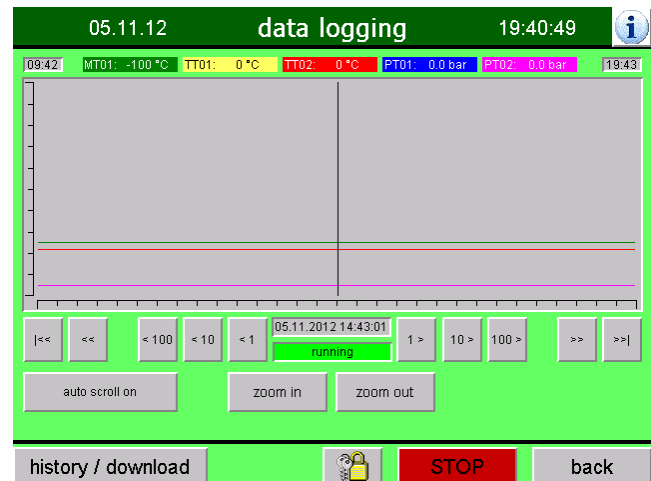 05.11.12 data logging 19:40:49 i
09:42 MT01: -100 °C TT01: 0 °C TT02: 0 °C PT01: 0.0 bar PT02: 0.0 bar 19:43
|<< << < 100 < 10 < 1 05.11.2012 14:43:01 1 > 10 > 100 > >> >>|
running
auto scroll on zoom in zoom out
history / download STOP back